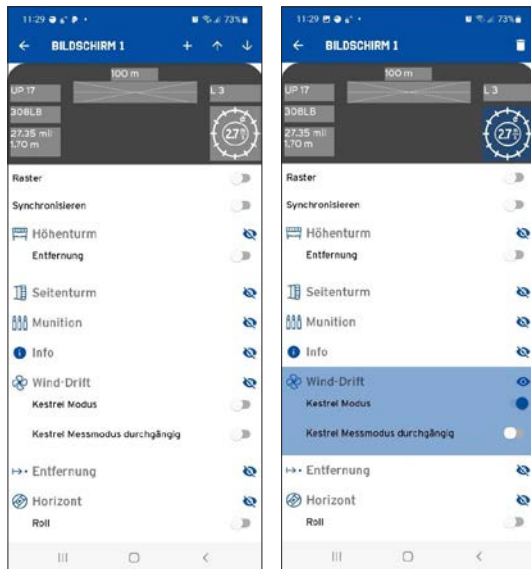 11:29
73%
BILDSCHIRM 1
100 m
UP 17
L 3
308LB
27.35 mil
1.70 m
2.7
Raster
Synchronisieren
Höhenturm
Entfernung
Seitenturm
Munition
Info
Wind-Drift
Kestrel Modus
Kestrel Messmodus durchgängig
Entfernung
Horizont
Roll
11:29
73%
BILDSCHIRM 1
100 m
UP 17
L 3
308LB
27.35 mil
1.70 m
2.7
Raster
Synchronisieren
Höhenturm
Entfernung
Seitenturm
Munition
Info
Wind-Drift
Kestrel Modus
Kestrel Messmodus durchgängig
Entfernung
Horizont
Roll